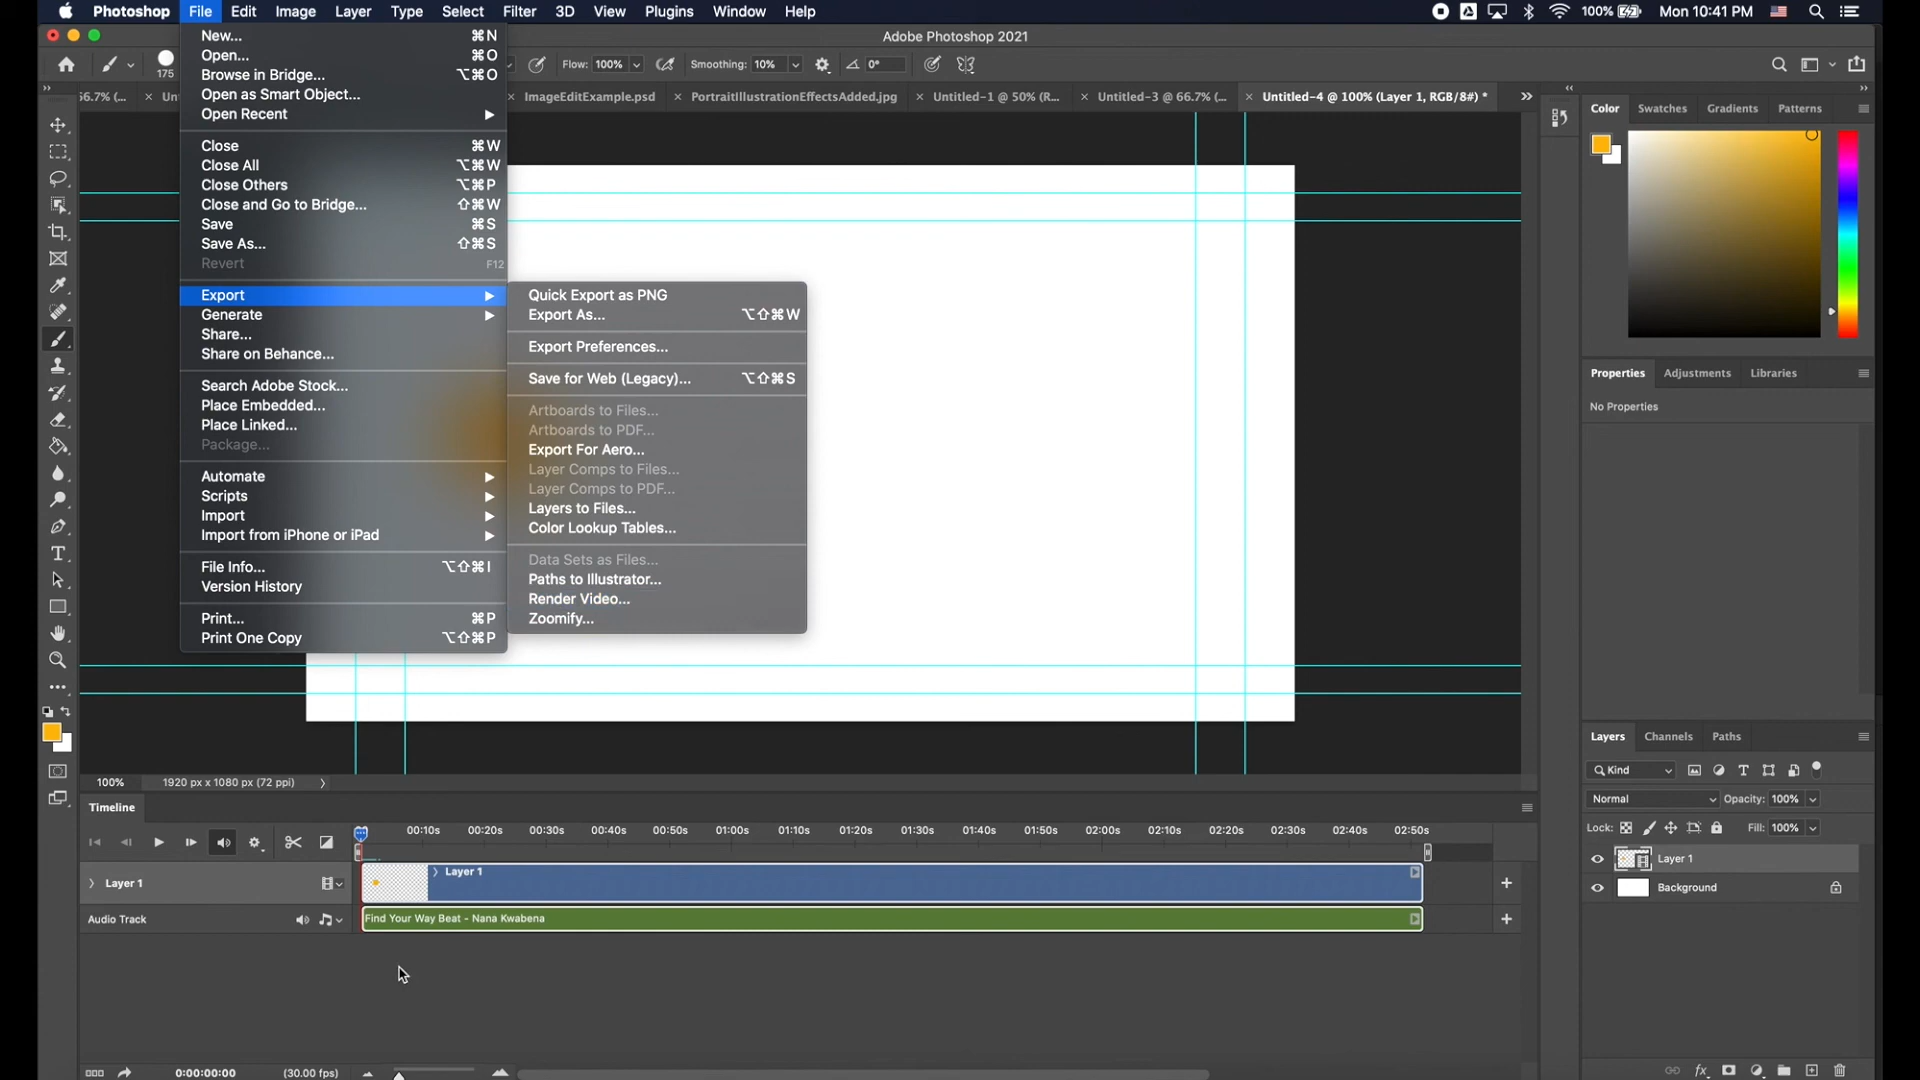 Photoshop File Edit Image Layer Type Select Filter 3D View Plugins Window Help 100% Mon 10:41 PM
Adobe Photoshop 2021
175 Flow: 100% Smoothing: 10% 0°
66.7% (... × Un × ImageEditExample.psd × PortraitIllustrationEffectsAdded.jpg × Untitled-1 @ 50% (R... × Untitled-3 @ 66.7% (... × Untitled-4 @ 100% (Layer 1, RGB/8#) *
New... ⌘N
Open... ⌘O
Browse in Bridge... ⌥⌘O
Open as Smart Object...
Open Recent
Close ⌘W
Close All ⌥⌘W
Close Others ⌥⌘P
Close and Go to Bridge... ⇧⌘W
Save ⌘S
Save As... ⇧⌘S
Revert F12
Export
Generate
Share...
Share on Behance...
Search Adobe Stock...
Place Embedded...
Place Linked...
Package...
Automate
Scripts
Import
Import from iPhone or iPad
File Info... ⌥⇧⌘I
Version History
Print... ⌘P
Print One Copy ⌥⇧⌘P
Quick Export as PNG
Export As... ⌥⇧⌘W
Export Preferences...
Save for Web (Legacy)... ⌥⇧⌘S
Artboards to Files...
Artboards to PDF...
Export For Aero...
Layer Comps to Files...
Layer Comps to PDF...
Layers to Files...
Color Lookup Tables...
Data Sets as Files...
Paths to Illustrator...
Render Video...
Zoomify...
Color Swatches Gradients Patterns
Properties Adjustments Libraries
No Properties
Layers Channels Paths
Kind
Normal Opacity: 100%
Lock: Fill: 100%
Layer 1
Background
100% 1920 px x 1080 px (72 ppi)
Timeline
00:10s 00:20s 00:30s 00:40s 00:50s 01:00s 01:10s 01:20s 01:30s 01:40s 01:50s 02:00s 02:10s 02:20s 02:30s 02:40s 02:50s
Layer 1 Layer 1
Audio Track Find Your Way Beat - Nana Kwabena
0:00:00:00 (30.00 fps)
fx